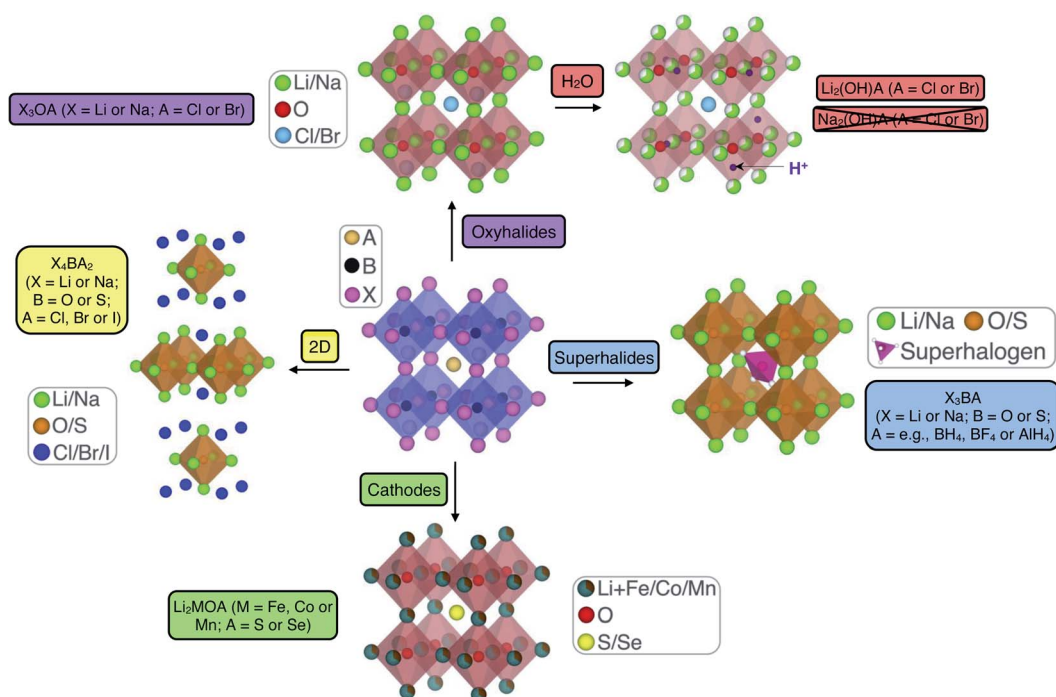 X₃OA (X = Li or Na; A = Cl or Br)
Li/Na
O
Cl/Br
H₂O
Li₂(OH)A (A = Cl or Br)
Na₂(OH)A (A = Cl or Br)
H⁺
Oxyhalides
X₄BA₂
(X = Li or Na;
B = O or S;
A = Cl, Br or I)
Li/Na
O/S
Cl/Br/I
2D
A
B
X
Superhalides
Li/Na O/S
Superhalogen
X₃BA
(X = Li or Na; B = O or S;
A = e.g., BH₄, BF₄ or AlH₄)
Cathodes
Li₂MOA (M = Fe, Co or
Mn; A = S or Se)
Li+Fe/Co/Mn
O
S/Se